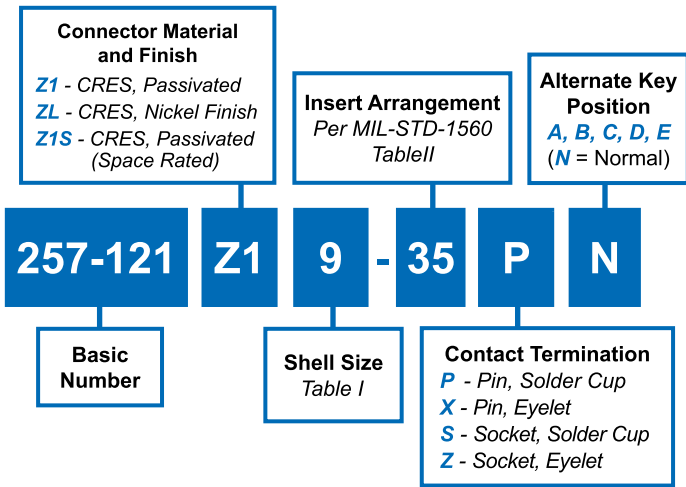 Connector Material
and Finish
Z1 - CRES, Passivated
ZL - CRES, Nickel Finish
Z1S - CRES, Passivated
(Space Rated)
Insert Arrangement
Per MIL-STD-1560
TableII
Alternate Key
Position
A, B, C, D, E
(N = Normal)
257-121 Z1 9 - 35 P N
Basic
Number
Shell Size
Table I
Contact Termination
P - Pin, Solder Cup
X - Pin, Eyelet
S - Socket, Solder Cup
Z - Socket, Eyelet